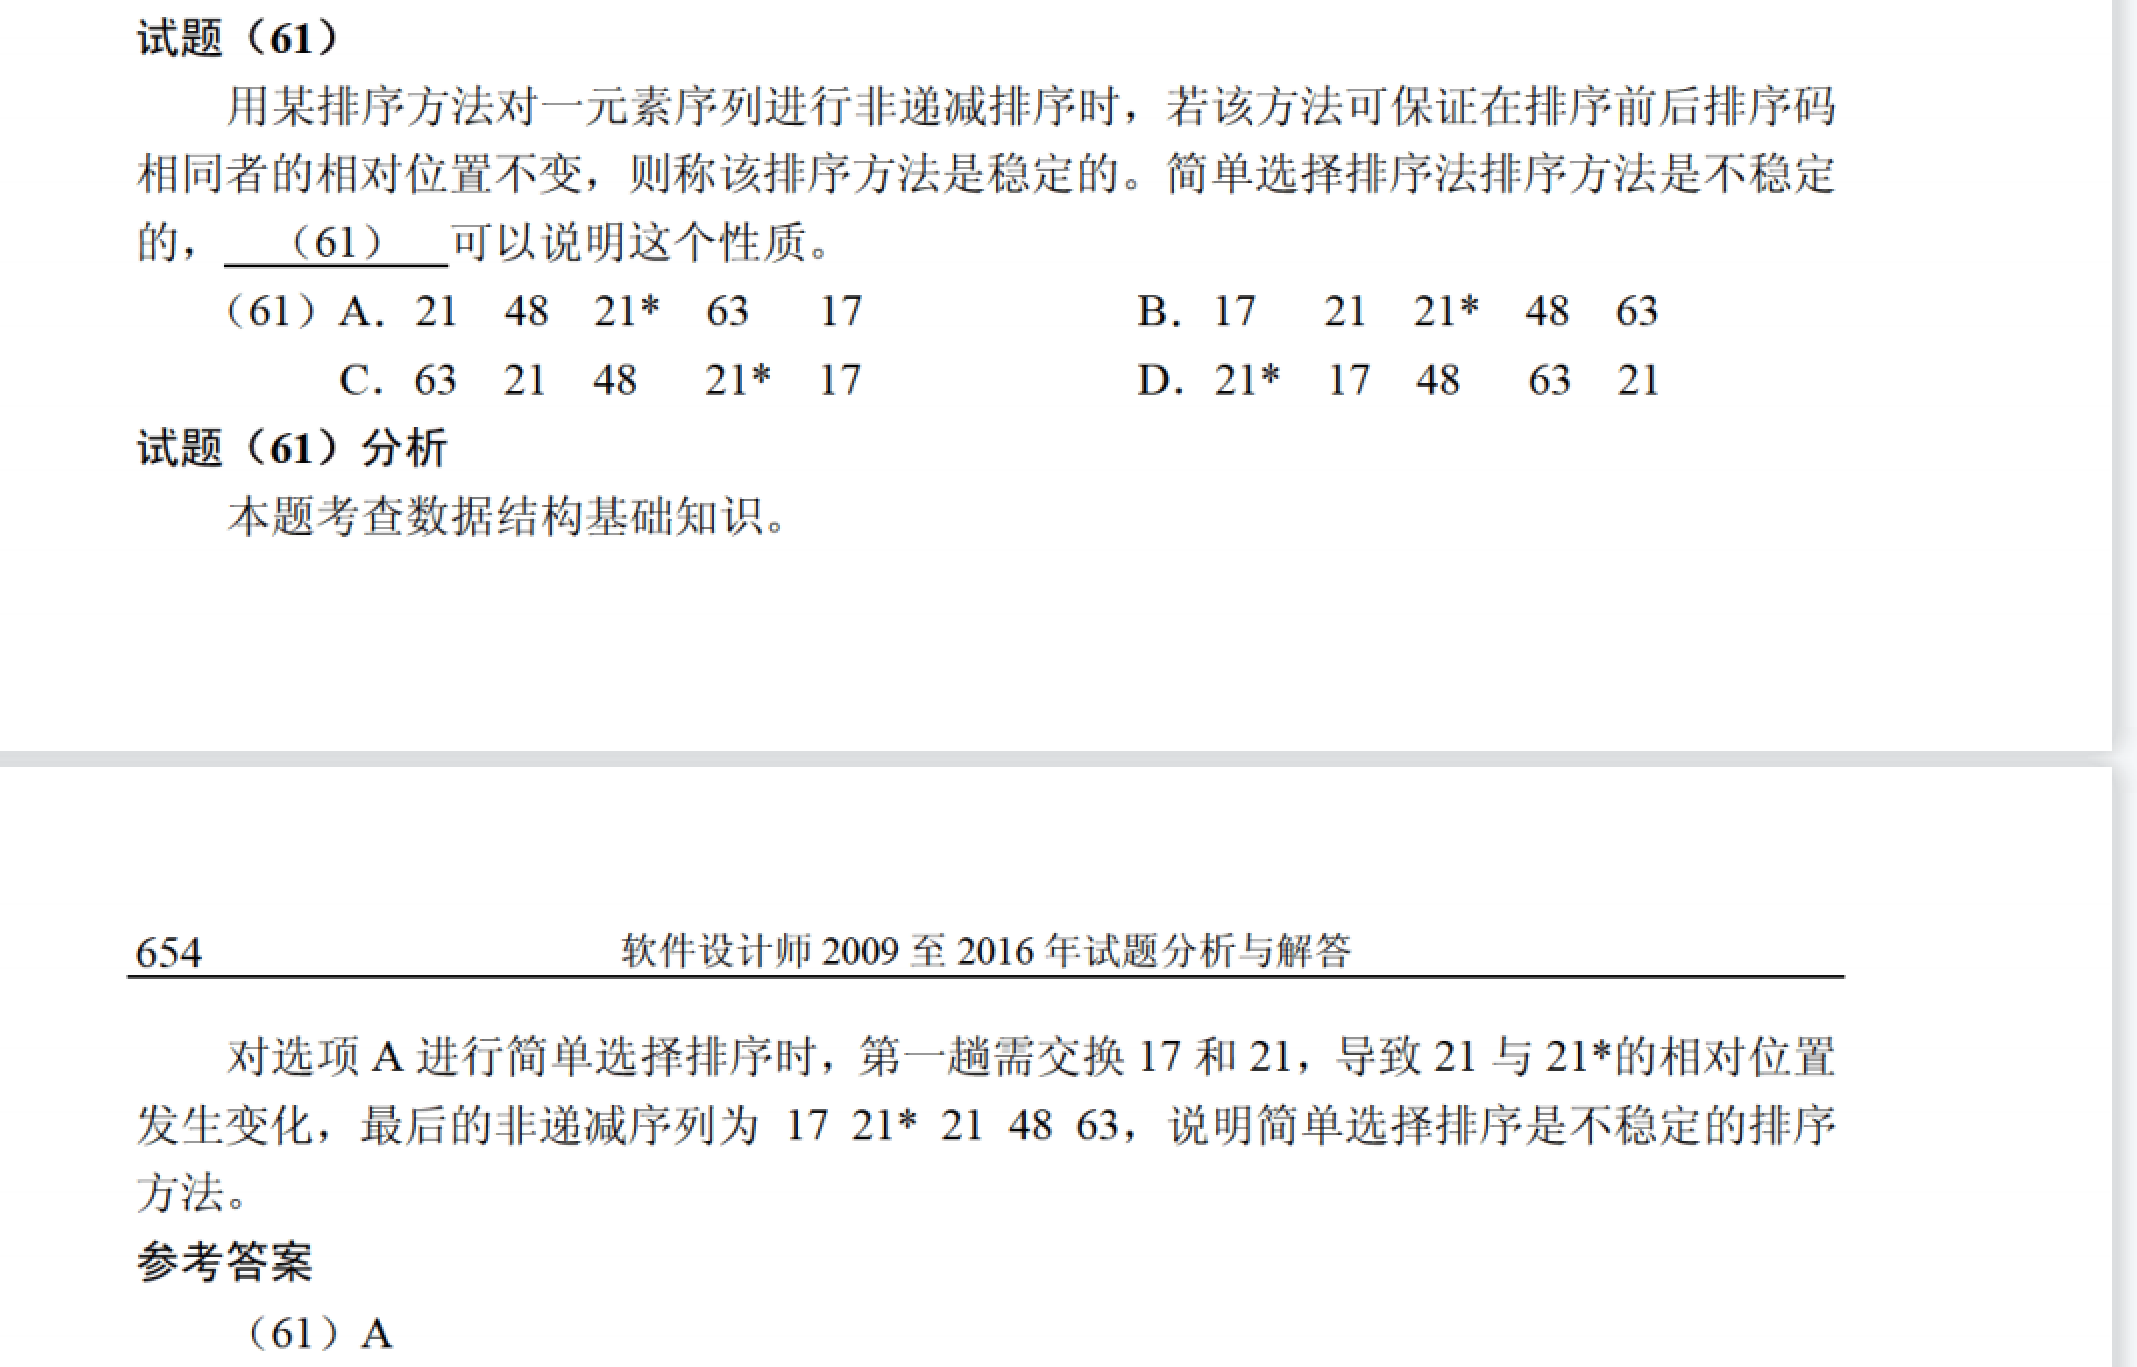 试题（61）
用某排序方法对一元素序列进行非递减排序时，若该方法可保证在排序前后排序码
相同者的相对位置不变，则称该排序方法是稳定的。简单选择排序法排序方法是不稳定
的，（61）可以说明这个性质。
（61）A．21 48 21* 63 17 B．17 21 21* 48 63
C．63 21 48 21* 17 D．21* 17 48 63 21
试题（61）分析
本题考查数据结构基础知识。
654 软件设计师 2009 至 2016 年试题分析与解答
对选项 A 进行简单选择排序时，第一趟需交换 17 和 21，导致 21 与 21*的相对位置
发生变化，最后的非递减序列为 17 21* 21 48 63，说明简单选择排序是不稳定的排序
方法。
参考答案
（61）A